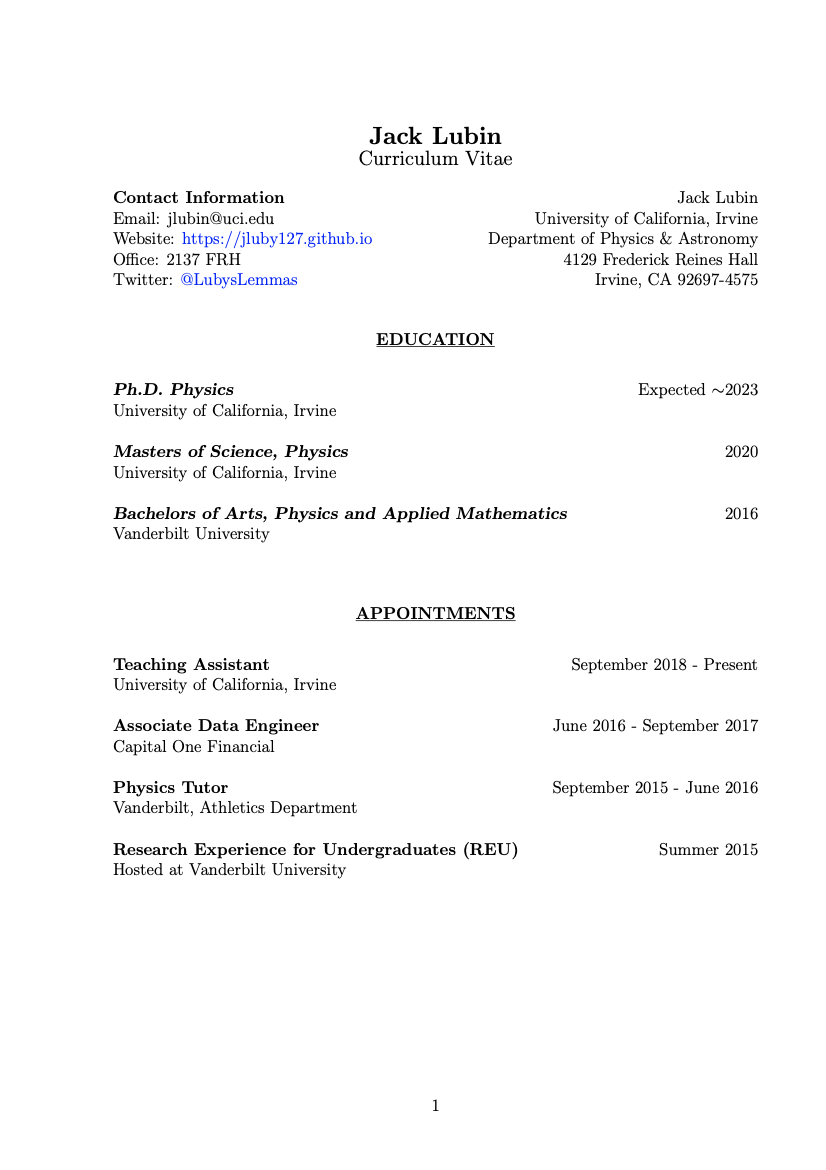 Jack Lubin
Curriculum Vitae
Contact Information
Jack Lubin
Email: jlubin@uci.edu
University of California, Irvine
Website: https://jluby127.github.io
Department of Physics & Astronomy
Office: 2137 FRH
4129 Frederick Reines Hall
Twitter: @LubysLemmas
Irvine, CA 92697-4575
EDUCATION
Ph.D. Physics Expected ~2023
University of California, Irvine
Masters of Science, Physics 2020
University of California, Irvine
Bachelors of Arts, Physics and Applied Mathematics 2016
Vanderbilt University
APPOINTMENTS
Teaching Assistant September 2018 - Present
University of California, Irvine
Associate Data Engineer June 2016 - September 2017
Capital One Financial
Physics Tutor September 2015 - June 2016
Vanderbilt, Athletics Department
Research Experience for Undergraduates (REU) Summer 2015
Hosted at Vanderbilt University
1